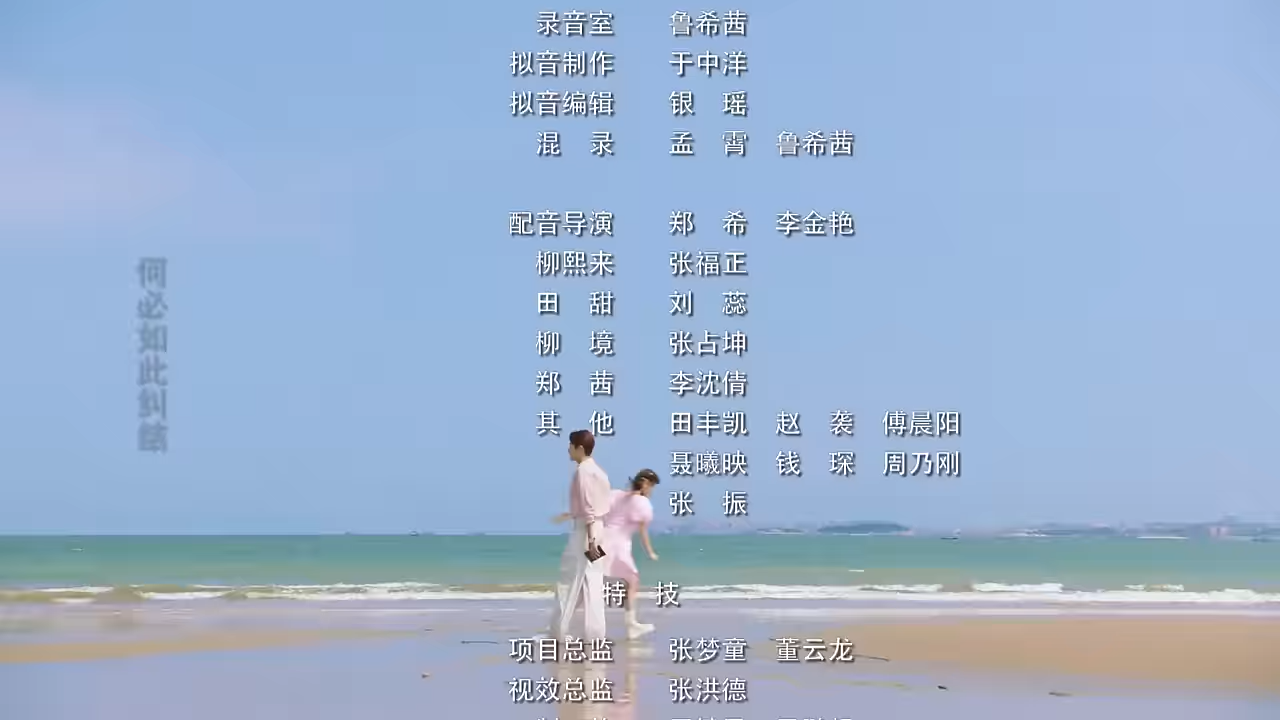 录音室 鲁希茜
拟音制作 于中洋
拟音编辑 银 瑶
混 录 孟 霄 鲁希茜
配音导演 郑 希 李金艳
柳熙来 张福正
田 甜 刘 蕊
柳 境 张占坤
郑 茜 李沈倩
其 他 田丰凯 赵 袭 傅晨阳
聂曦映 钱 琛 周乃刚
张 振
特 技
项目总监 张梦童 董云龙
视效总监 张洪德
何必如此纠结